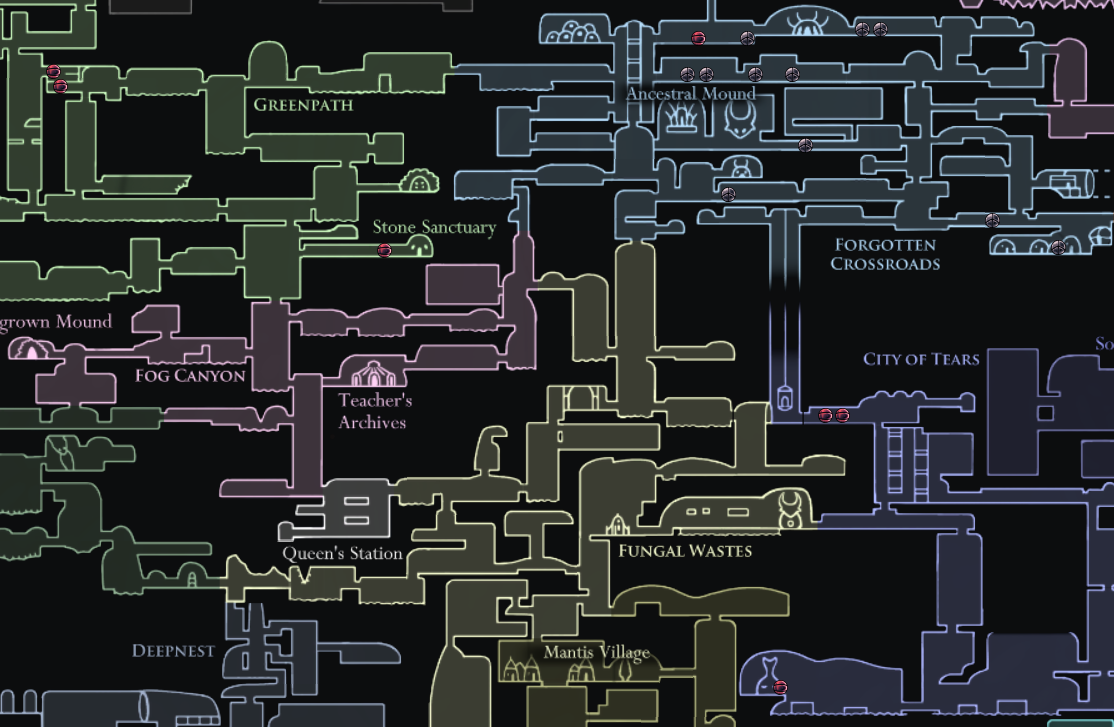 Ancestral Mound
GREENPATH
Stone Sanctuary
FORGOTTEN
CROSSROADS
grown Mound
FOG CANYON
CITY OF TEARS
So
Teacher's
Archives
Queen's Station
FUNGAL WASTES
DEEPNEST
Mantis Village